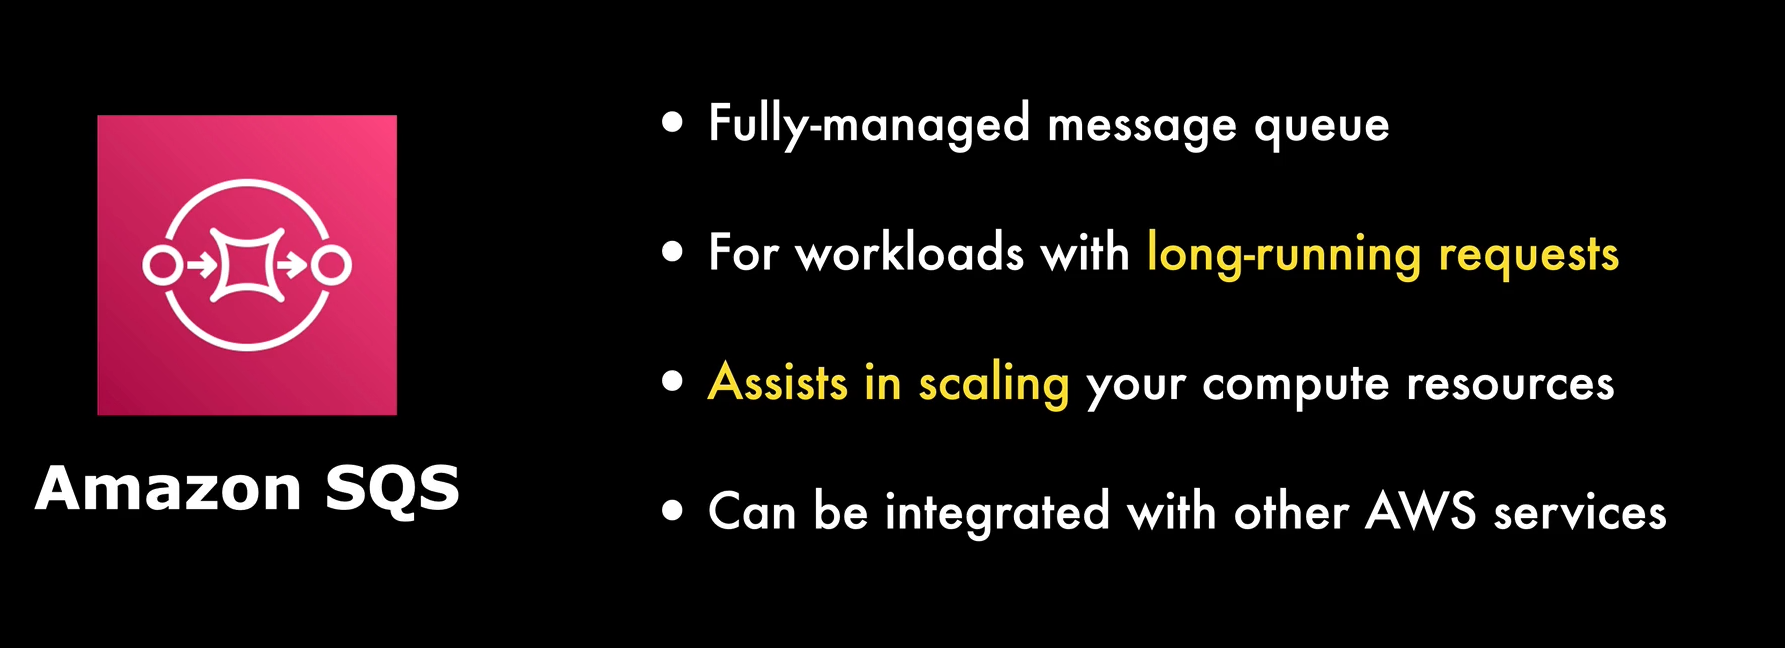 Amazon SQS
• Fully-managed message queue
• For workloads with long-running requests
• Assists in scaling your compute resources
• Can be integrated with other AWS services